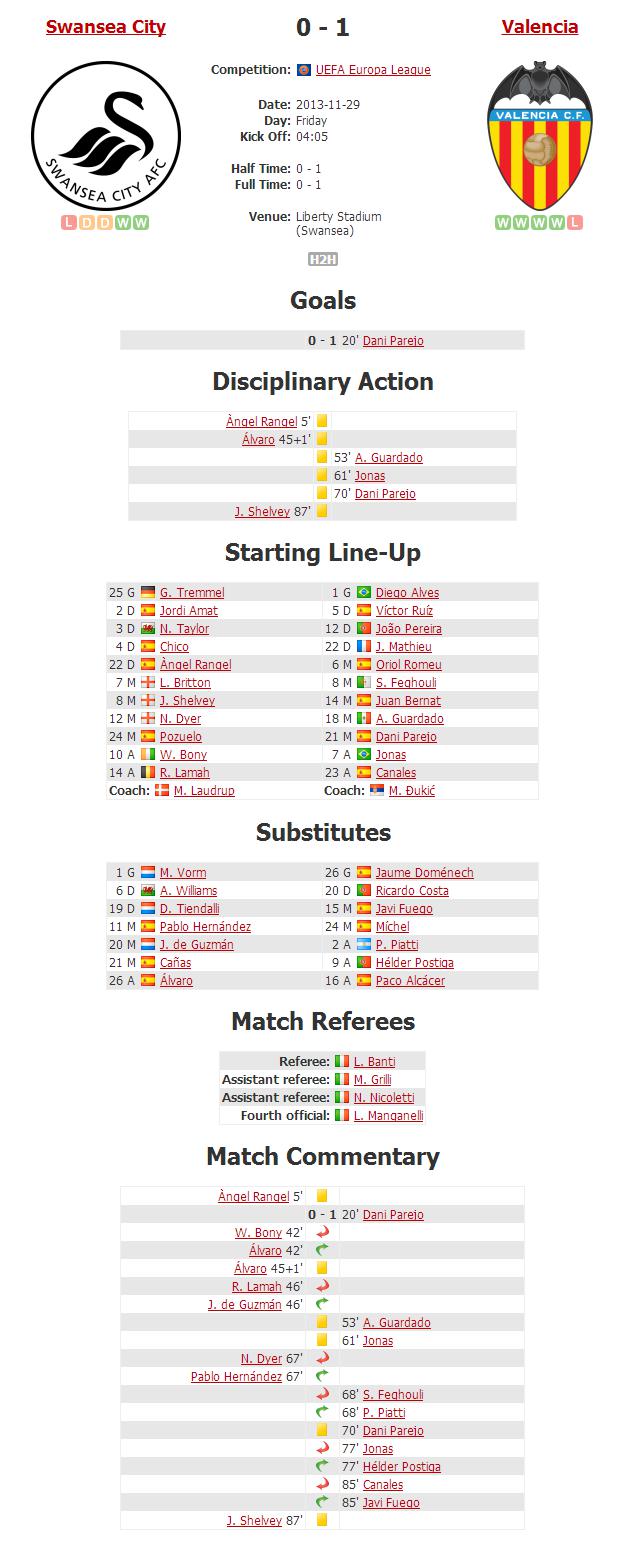 Swansea City 0 - 1 Valencia
Competition: UEFA Europa League
VALENCIA C.F.
Date: 2013-11-29
Day: Friday
Kick Off: 04:05
Half Time: 0 - 1
Full Time: 0 - 1
SWANSEA CITY AFC
Venue: Liberty Stadium
(Swansea)
L D D W W
W W W W L
H2H
Goals
0 - 1 20' Dani Parejo
Disciplinary Action
Àngel Rangel 5'
Álvaro 45+1'
53' A. Guardado
61' Jonas
70' Dani Parejo
J. Shelvey 87'
Starting Line-Up
25 G G. Tremmel 1 G Diego Alves
2 D Jordi Amat 5 D Víctor Ruíz
3 D N. Taylor 12 D João Pereira
4 D Chico 22 D J. Mathieu
22 D Àngel Rangel 6 M Oriol Romeu
7 M L. Britton 8 M S. Feghouli
8 M J. Shelvey 14 M Juan Bernat
12 M N. Dyer 18 M A. Guardado
24 M Pozuelo 21 M Dani Parejo
10 A W. Bony 7 A Jonas
14 A R. Lamah 23 A Canales
Coach: M. Laudrup Coach: M. Đukić
Substitutes
1 G M. Vorm 26 G Jaume Doménech
6 D A. Williams 20 D Ricardo Costa
19 D D. Tiendalli 15 M Javi Fuego
11 M Pablo Hernández 24 M Míchel
20 M J. de Guzmán 2 A P. Piatti
21 M Cañas 9 A Hélder Postiga
26 A Álvaro 16 A Paco Alcácer
Match Referees
Referee: L. Banti
Assistant referee: M. Grilli
Assistant referee: N. Nicoletti
Fourth official: L. Manganelli
Match Commentary
Àngel Rangel 5'
0 - 1 20' Dani Parejo
W. Bony 42'
Álvaro 42'
Álvaro 45+1'
R. Lamah 46'
J. de Guzmán 46'
53' A. Guardado
61' Jonas
N. Dyer 67'
Pablo Hernández 67'
68' S. Feghouli
68' P. Piatti
70' Dani Parejo
77' Jonas
77' Hélder Postiga
85' Canales
85' Javi Fuego
J. Shelvey 87'